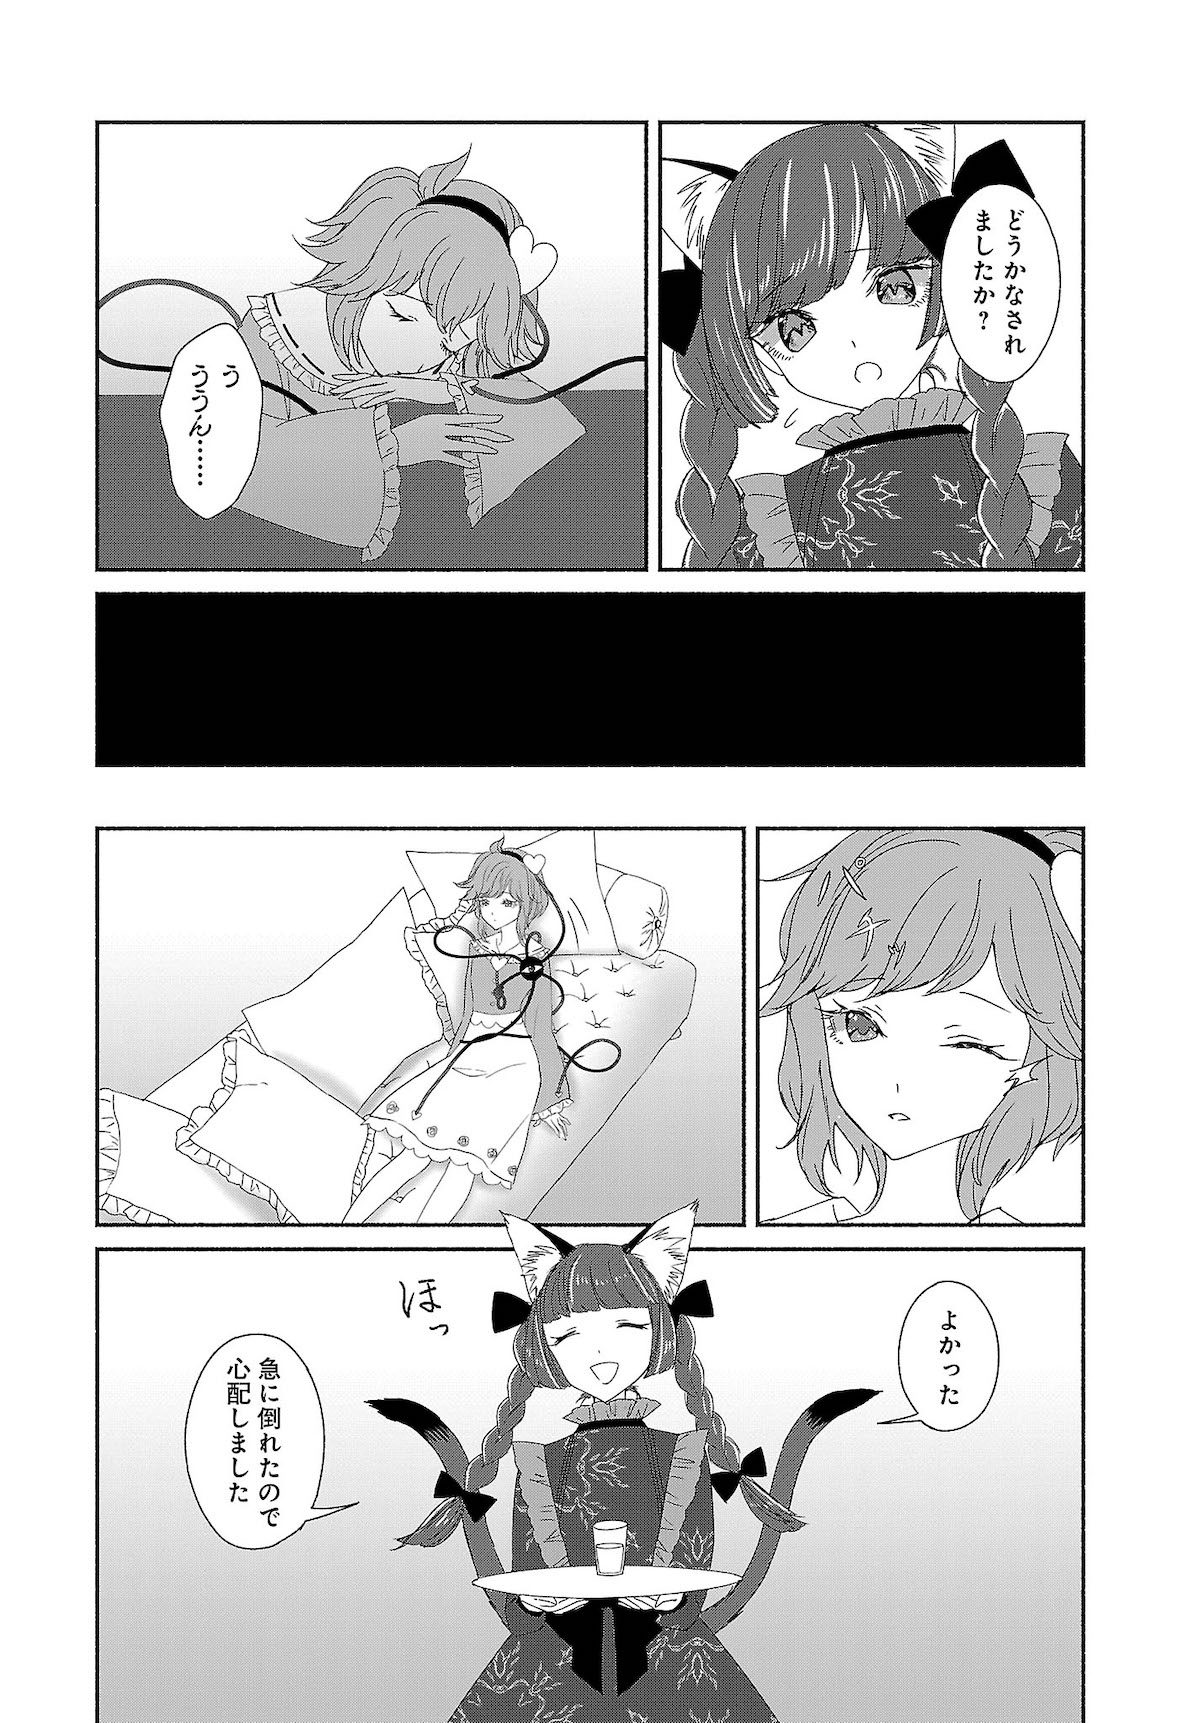 どうかなされ
ましたか？
う
ううん……
よかった
ほっ
急に倒れたので
心配しました